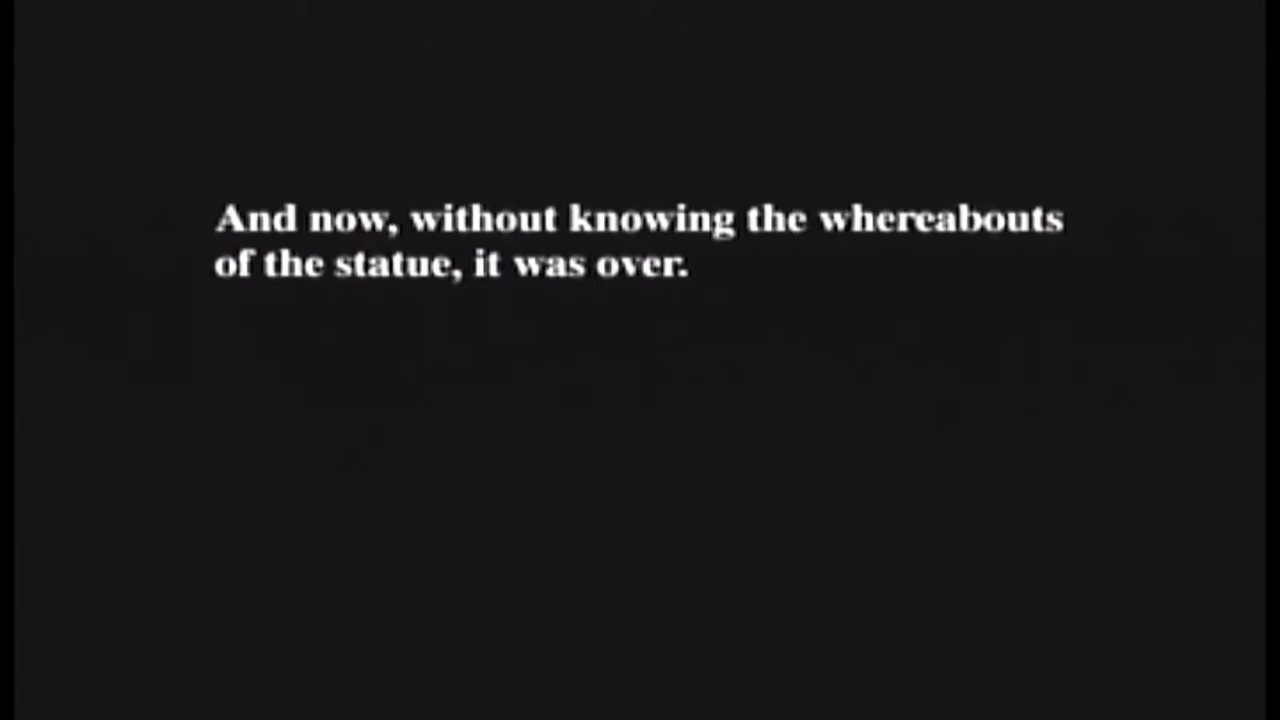 And now, without knowing the whereabouts
of the statue, it was over.